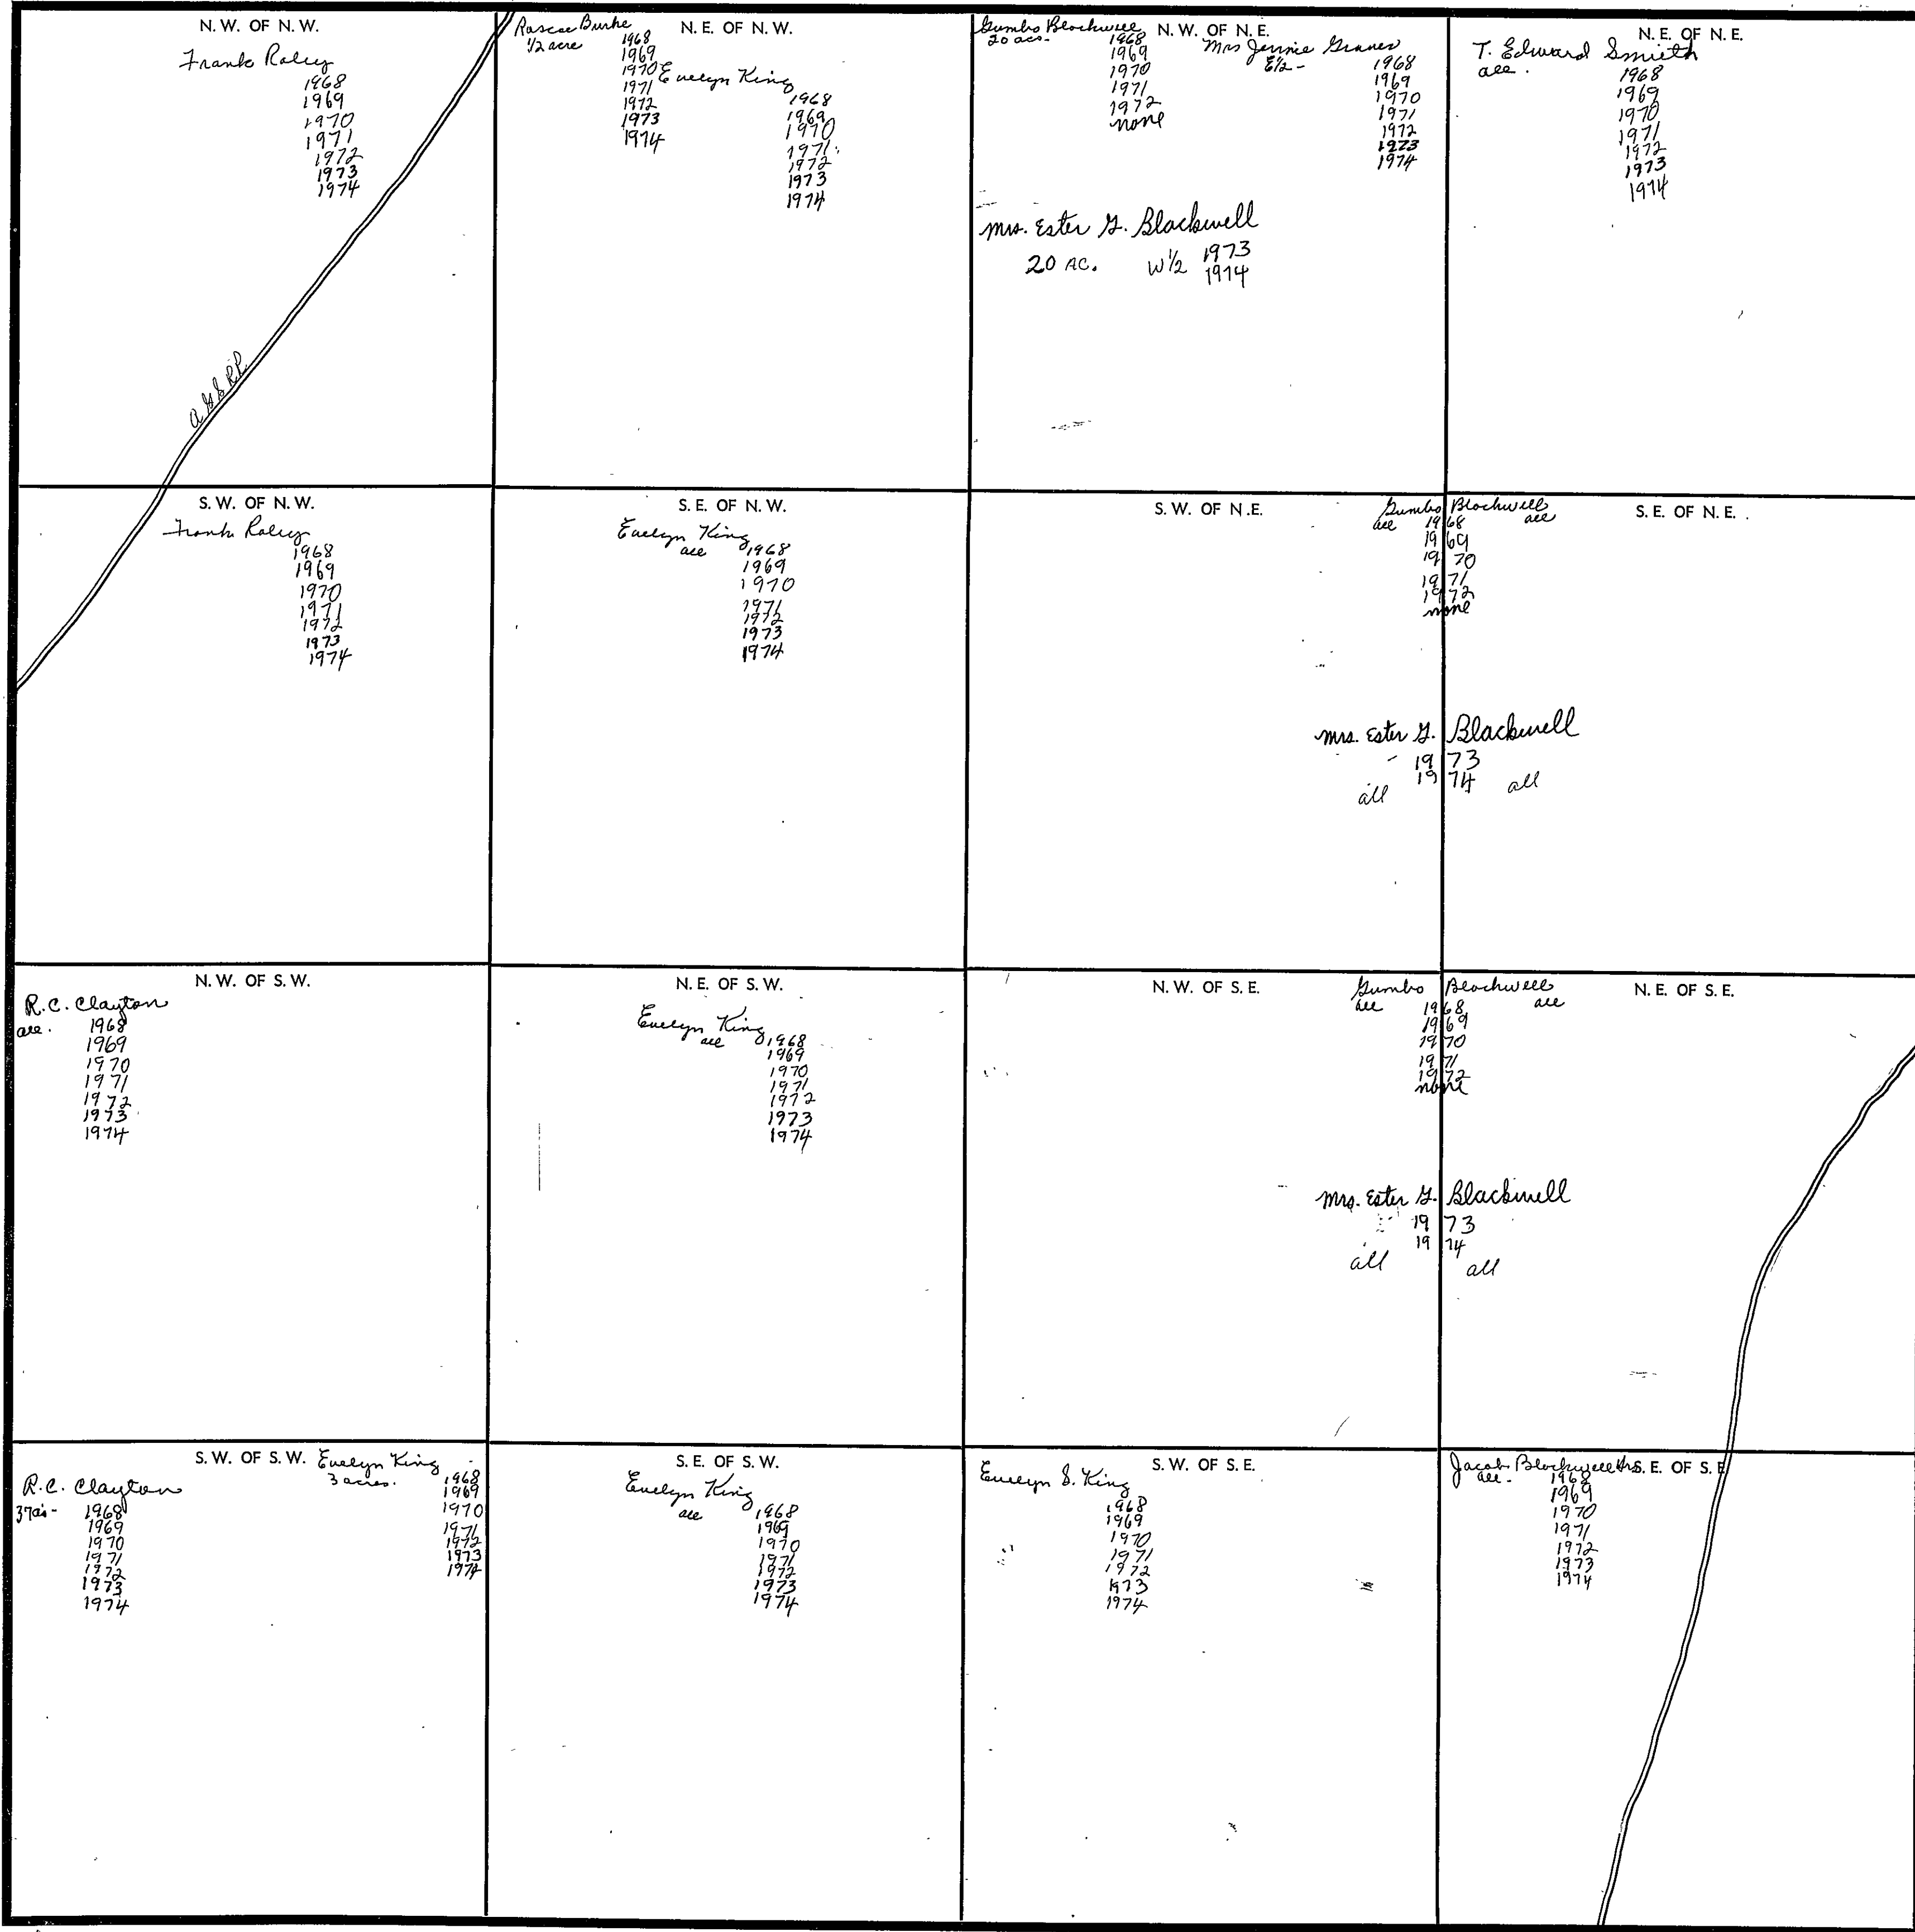 N. W. OF N. W.
Frank Raley
1968
1969
1970
1971
1972
1973
1974
N. E. OF N. W.
Rascoe Burke
1/2 acre
1968
1969
1970
1971
1972
1973
1974
Evelyn King
1968
1969
1970
1971
1972
1973
1974
N. W. OF N. E.
Gumbo Blackwell
20 acs.
1968
1969
1970
1971
1972
none
Mrs Jennie Graves
E1/2 -
1968
1969
1970
1971
1972
1973
1974
Mrs. Ester G. Blackwell
20 AC. W1/2 1973
1974
N. E. OF N. E.
T. Edward Smith
all.
1968
1969
1970
1971
1972
1973
1974
S. W. OF N. W.
Frank Raley
1968
1969
1970
1971
1972
1973
1974
S. E. OF N. W.
Evelyn King
all 1968
1969
1970
1971
1972
1973
1974
S. W. OF N. E.
S. E. OF N. E.
Gumbo Blackwell
all 1968 all
1969
1970
1971
1972
none
Mrs. Ester G. Blackwell
1973
1974
all all
N. W. OF S. W.
R. C. Clayton
all. 1968
1969
1970
1971
1972
1973
1974
N. E. OF S. W.
Evelyn King
all 1968
1969
1970
1971
1972
1973
1974
N. W. OF S. E.
N. E. OF S. E.
Gumbo Blackwell
all 1968 all
1969
1970
1971
1972
none
Mrs. Ester G. Blackwell
1973
1974
all all
S. W. OF S. W.
R. C. Clayton
1968
1969
1970
1971
1972
1973
1974
Evelyn King
3 acres.
1968
1969
1970
1971
1972
1973
1974
S. E. OF S. W.
Evelyn King
all 1968
1969
1970
1971
1972
1973
1974
S. W. OF S. E.
Evelyn S. King
1968
1969
1970
1971
1972
1973
1974
S. E. OF S. E.
Jacob Blackwell Hrs.
all - 1968
1969
1970
1971
1972
1973
1974